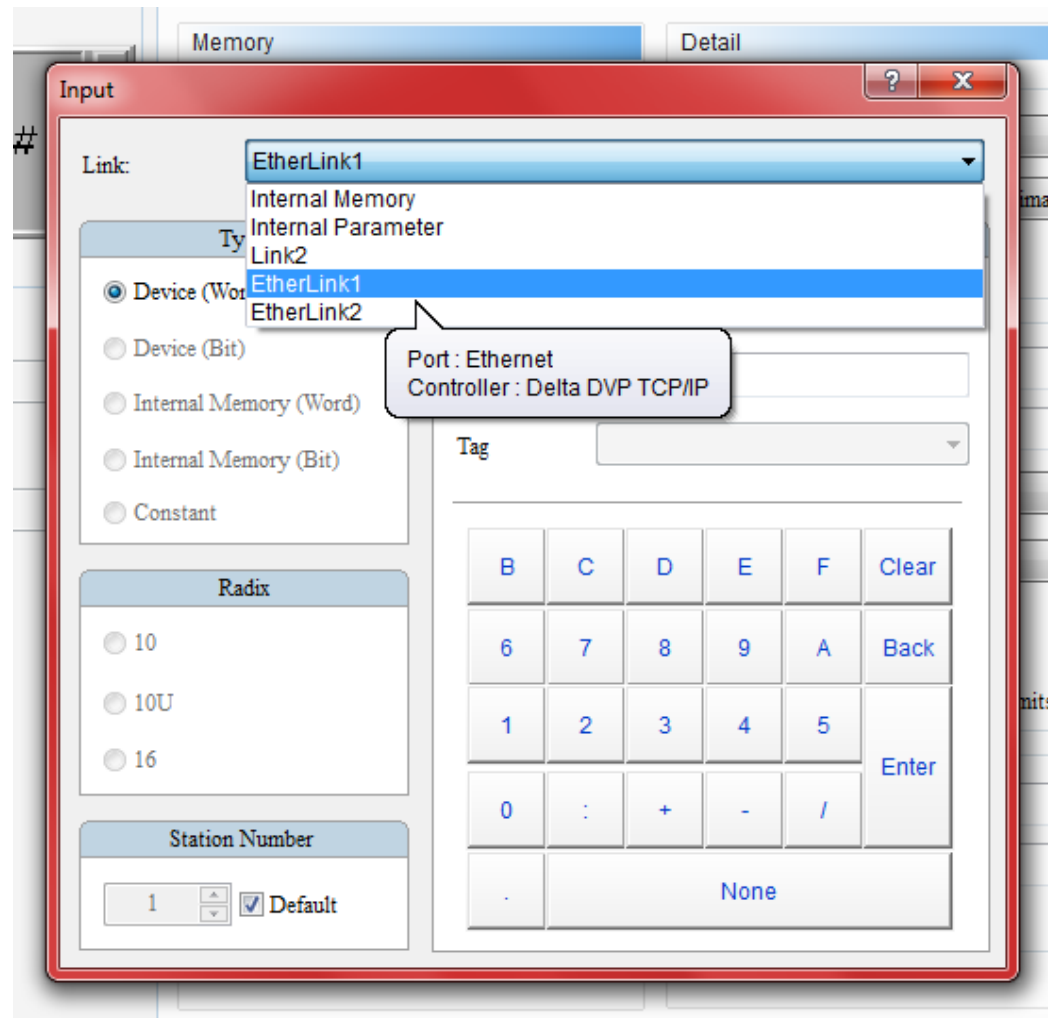 Memory
Detail
Input
?
X
#
Link:
EtherLink1
Internal Memory
Internal Parameter
Link2
EtherLink1
EtherLink2
Port : Ethernet
Controller : Delta DVP TCP/IP
Device (Wor
Device (Bit)
Internal Memory (Word)
Internal Memory (Bit)
Constant
Radix
10
10U
16
Station Number
1
Default
Tag
B C D E F Clear
6 7 8 9 A Back
1 2 3 4 5
Enter
0 : + - /
. None